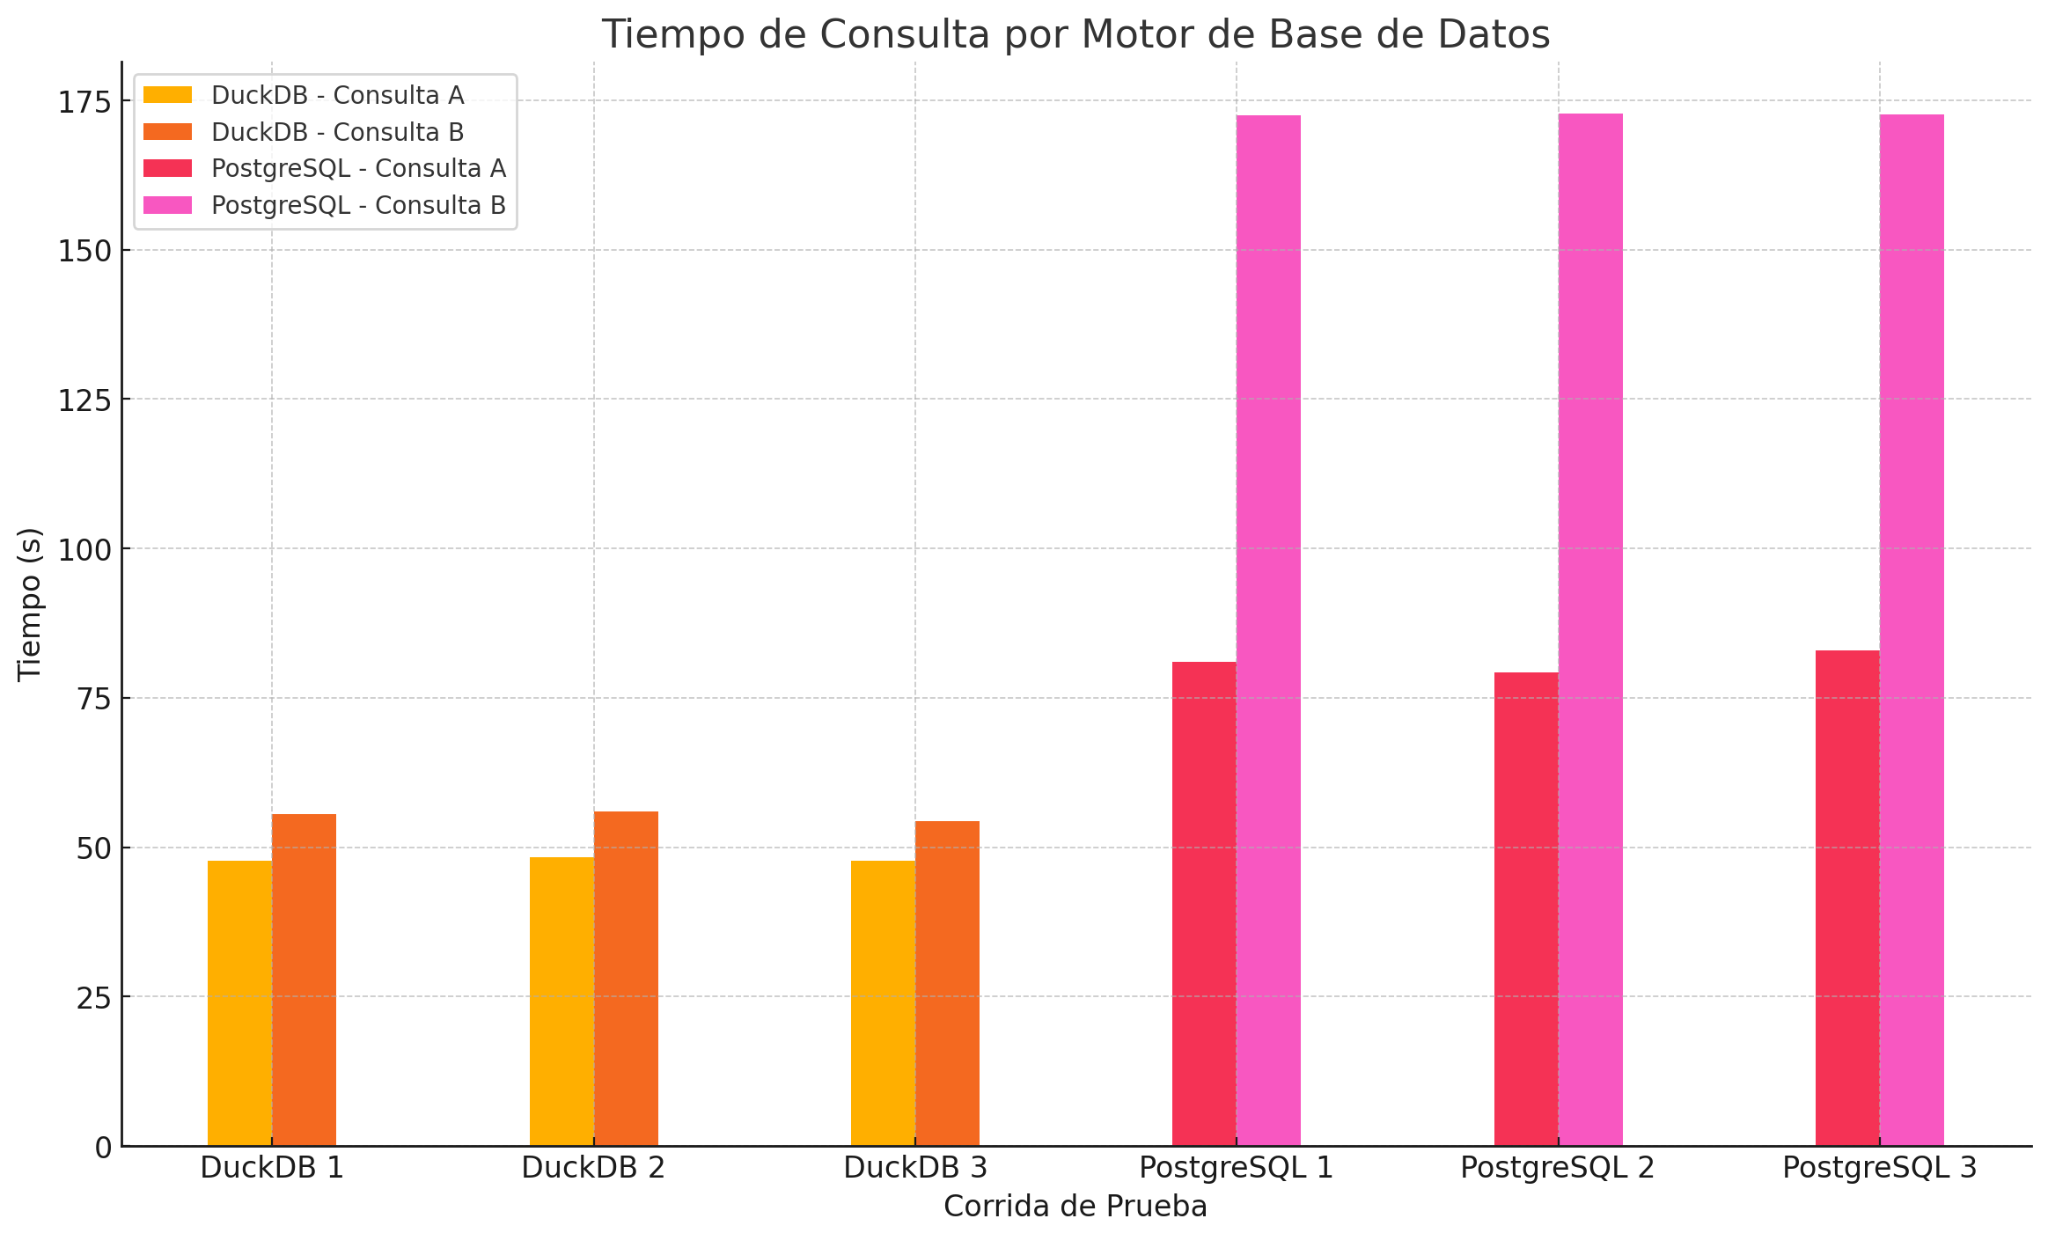 Tiempo de Consulta por Motor de Base de Datos
DuckDB - Consulta A
DuckDB - Consulta B
PostgreSQL - Consulta A
PostgreSQL - Consulta B
175
150
125
100
75
50
25
0
Tiempo (s)
DuckDB 1 DuckDB 2 DuckDB 3 PostgreSQL 1 PostgreSQL 2 PostgreSQL 3
Corrida de Prueba